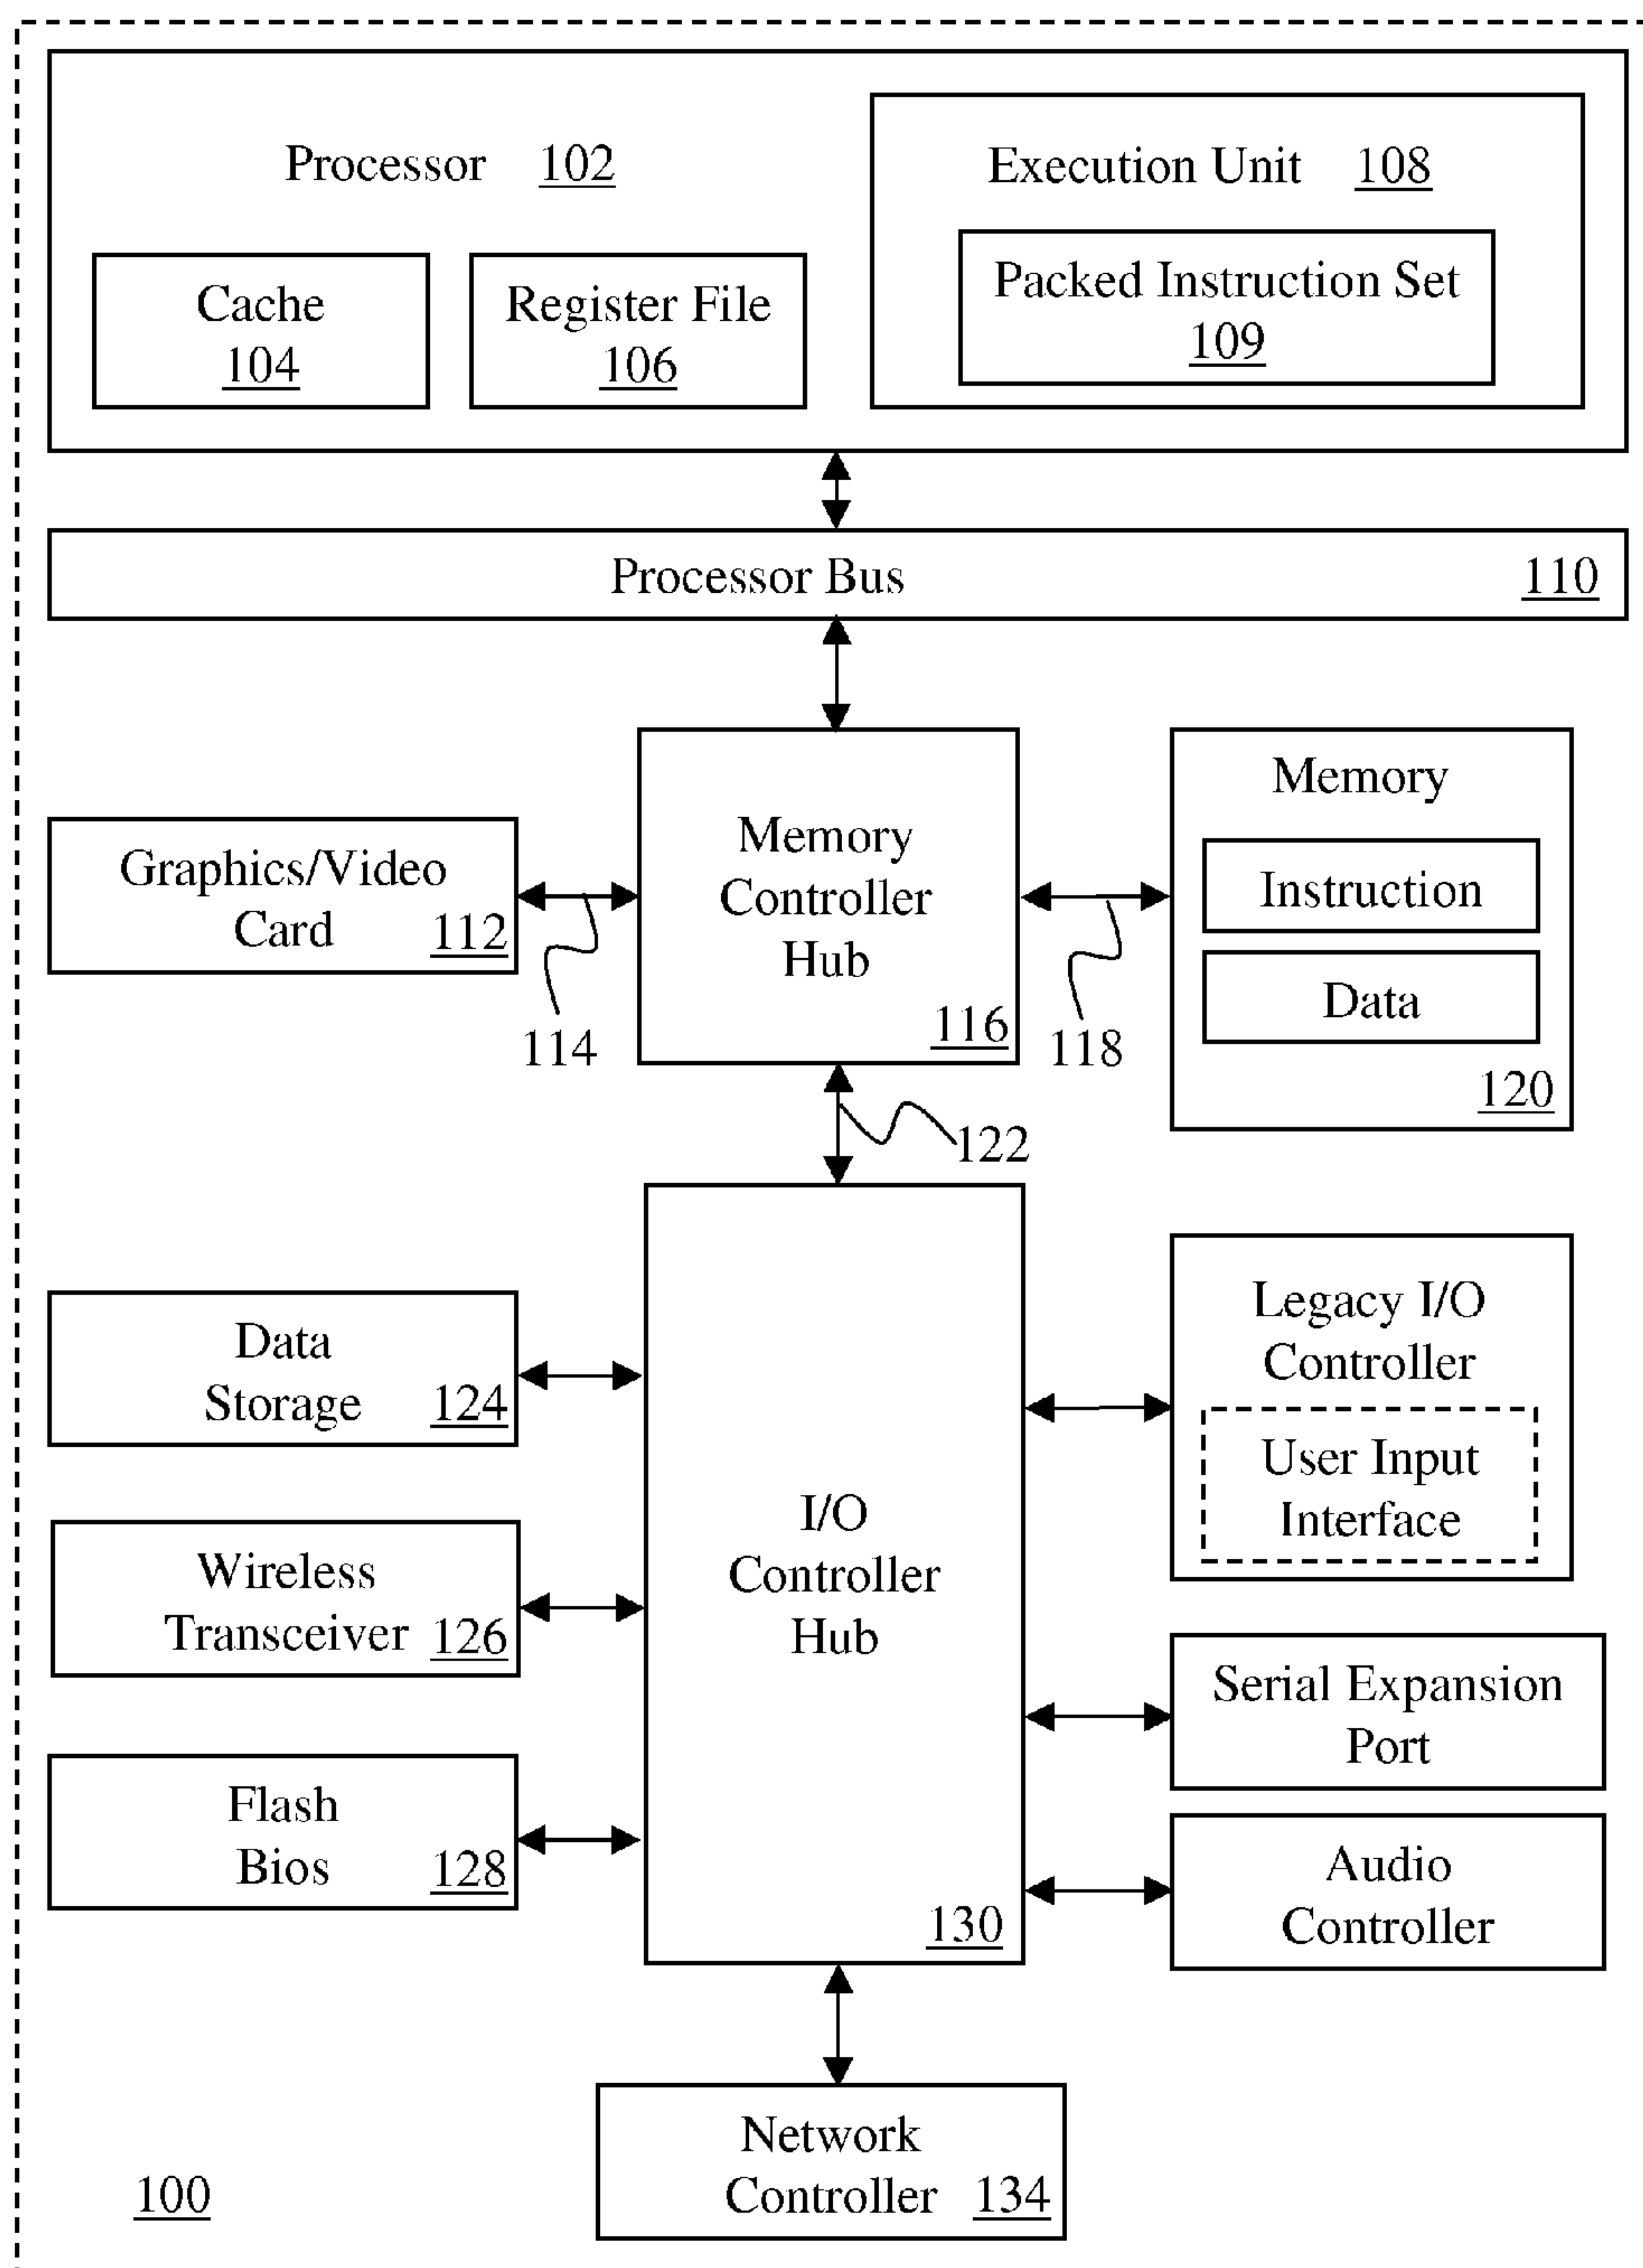 Processor 102
Execution Unit 108
Cache
104
Register File
106
Packed Instruction Set
109
Processor Bus 110
Graphics/Video
Card 112
114
Memory
Controller
Hub
116
118
Memory
Instruction
Data
120
122
Data
Storage 124
Wireless
Transceiver 126
Flash
Bios 128
I/O
Controller
Hub
130
Legacy I/O
Controller
User Input
Interface
Serial Expansion
Port
Audio
Controller
Network
Controller 134
100